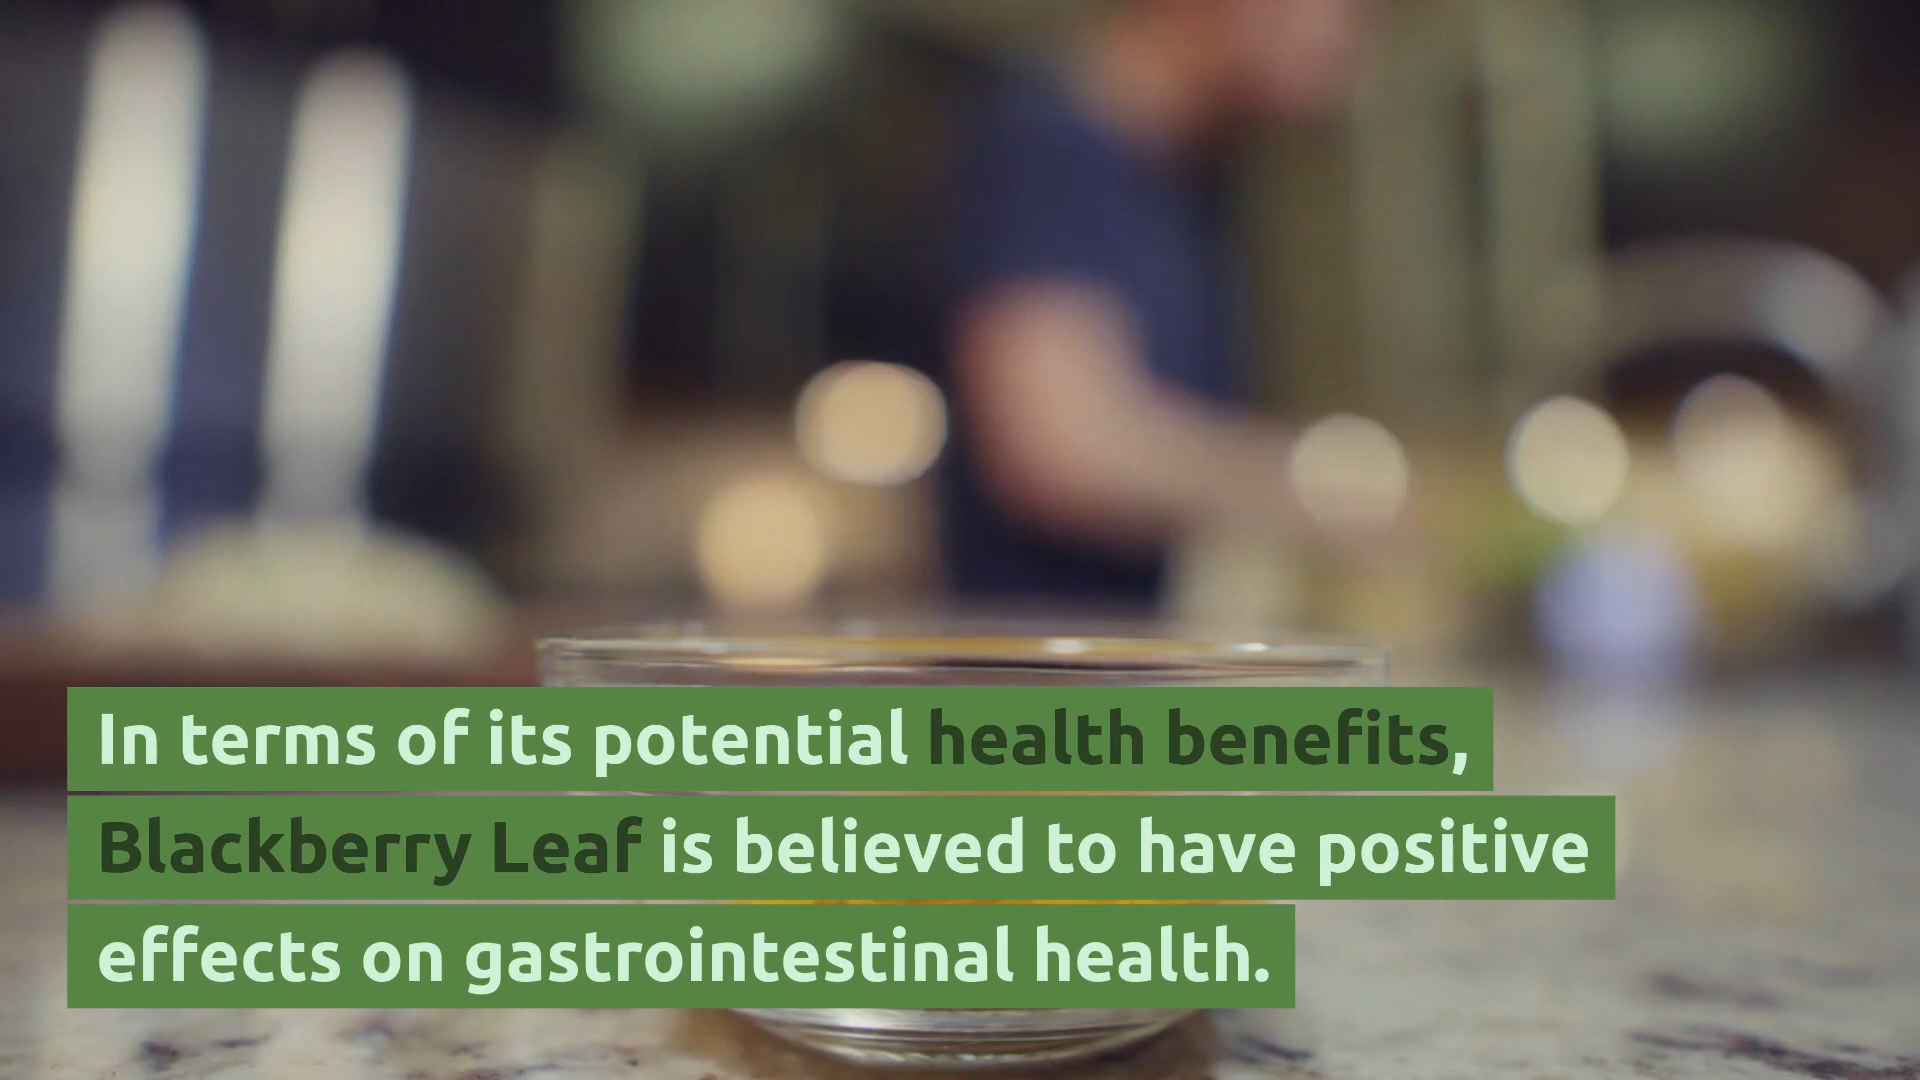 In terms of its potential health benefits,
Blackberry Leaf is believed to have positive
effects on gastrointestinal health.